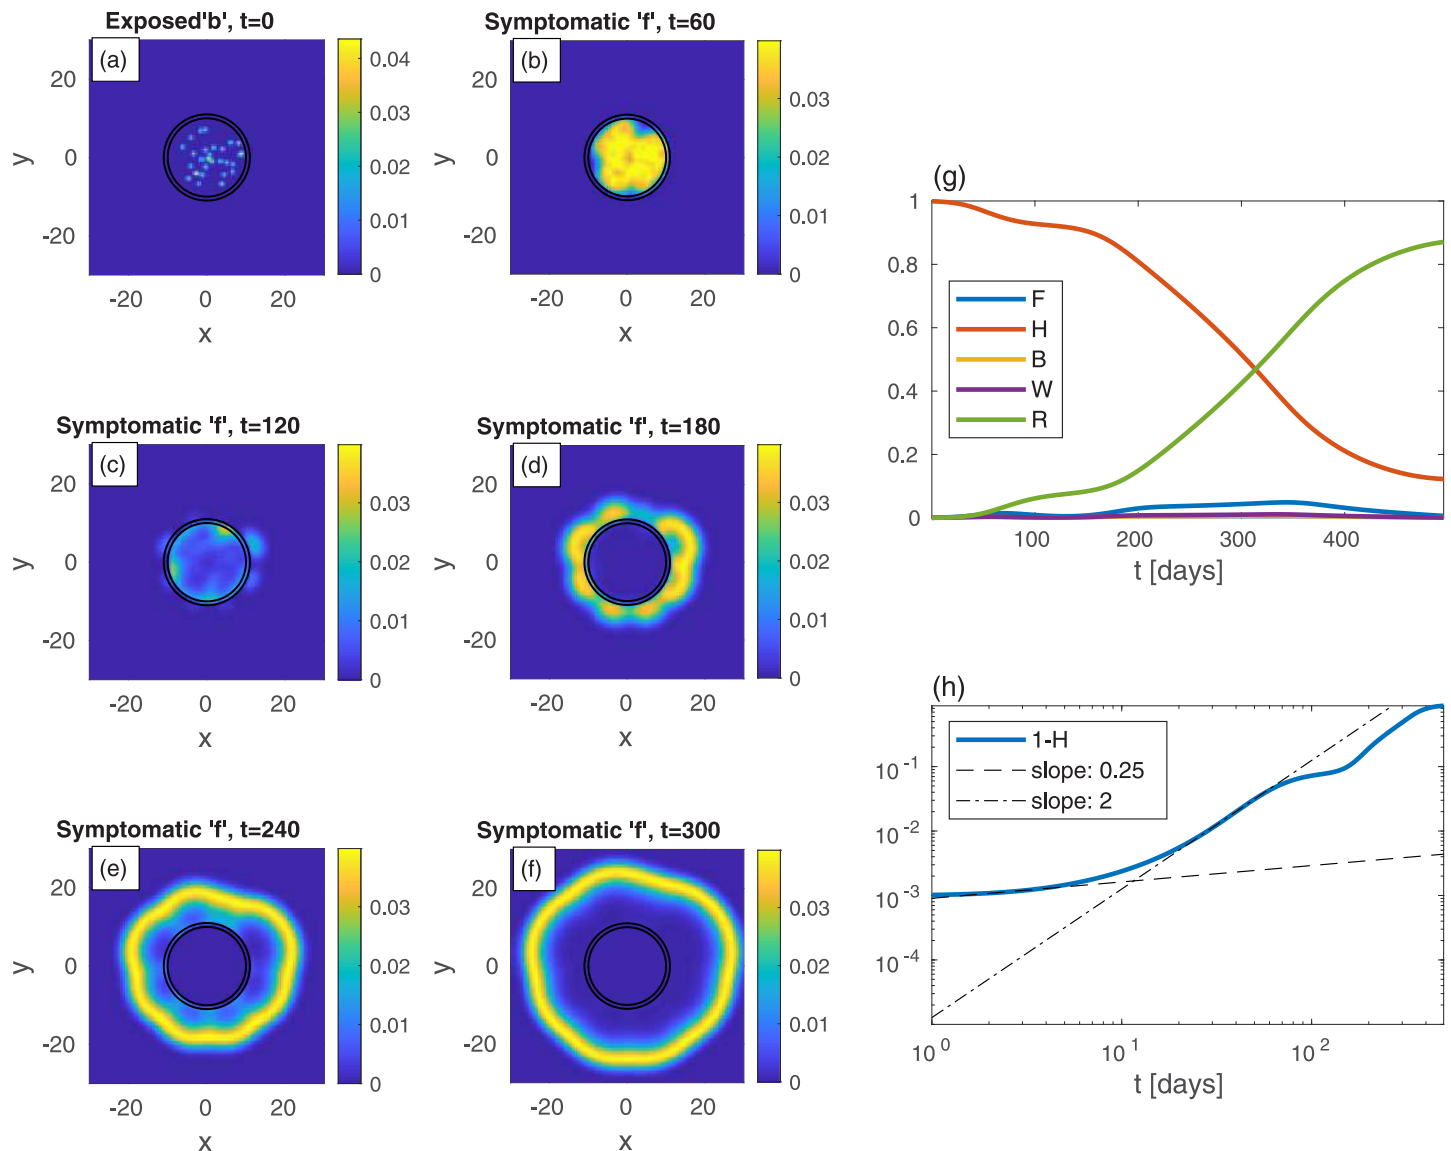 Exposed'b', t=0
(a)
20
0
-20
y
-20 0 20
x
0.04
0.03
0.02
0.01
0
Symptomatic 'f', t=60
(b)
20
0
-20
y
-20 0 20
x
0.03
0.02
0.01
0
Symptomatic 'f', t=120
(c)
20
0
-20
y
-20 0 20
x
0.03
0.02
0.01
0
Symptomatic 'f', t=180
(d)
20
0
-20
y
-20 0 20
x
0.03
0.02
0.01
0
Symptomatic 'f', t=240
(e)
20
0
-20
y
-20 0 20
x
0.03
0.02
0.01
0
Symptomatic 'f', t=300
(f)
20
0
-20
y
-20 0 20
x
0.03
0.02
0.01
0
(g)
1
0.8
0.6
0.4
0.2
0
F
H
B
W
R
100 200 300 400
t [days]
(h)
10^-1
10^-2
10^-3
10^-4
1-H
slope: 0.25
slope: 2
10^0 10^1 10^2
t [days]